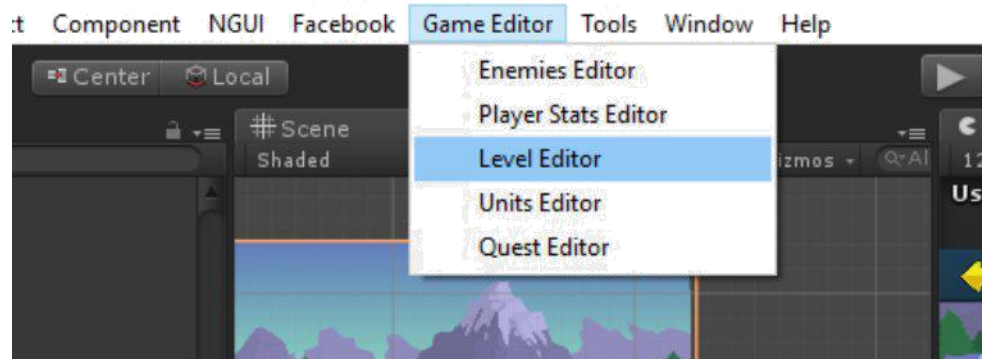 Component NGUI Facebook Game Editor Tools Window Help
Center Local
Enemies Editor
Player Stats Editor
Scene
Shaded
Level Editor
Units Editor
Quest Editor